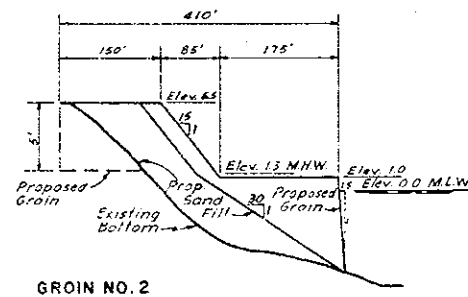 410'
150' 85' 175'
Elev. 6.5
15
1
5'
Elev. 1.3 M.H.W.
Elev. 1.0
Elev. 0.0 M.L.W.
Proposed
Groin
Prop.
Sand
Fill
20
1
Proposed
Groin
Existing
Bottom
GROIN NO. 2